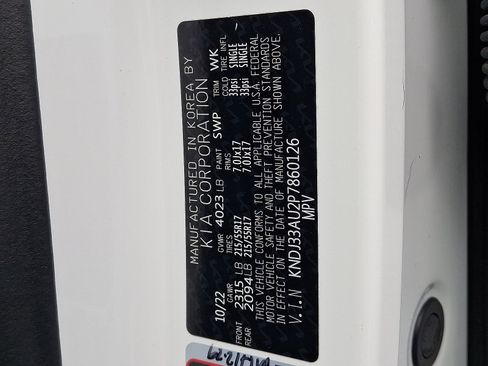 MANUFACTURED IN KOREA BY
KIA CORPORATION
10/22 GVWR 4023 LB PAINT SWP TRIM WK
GAWR TIRES RIMS COLD TIRE INFL
FRONT 2315 LB 215/55R17 7.0Jx17 33psi SINGLE
REAR 2094 LB 215/55R17 7.0Jx17 33psi SINGLE
THIS VEHICLE CONFORMS TO ALL APPLICABLE U.S.A. FEDERAL
MOTOR VEHICLE SAFETY AND THEFT PREVENTION STANDARDS
IN EFFECT ON THE DATE OF MANUFACTURE SHOWN ABOVE.
V.I.N KNDJ33AU2P7860126
MPV